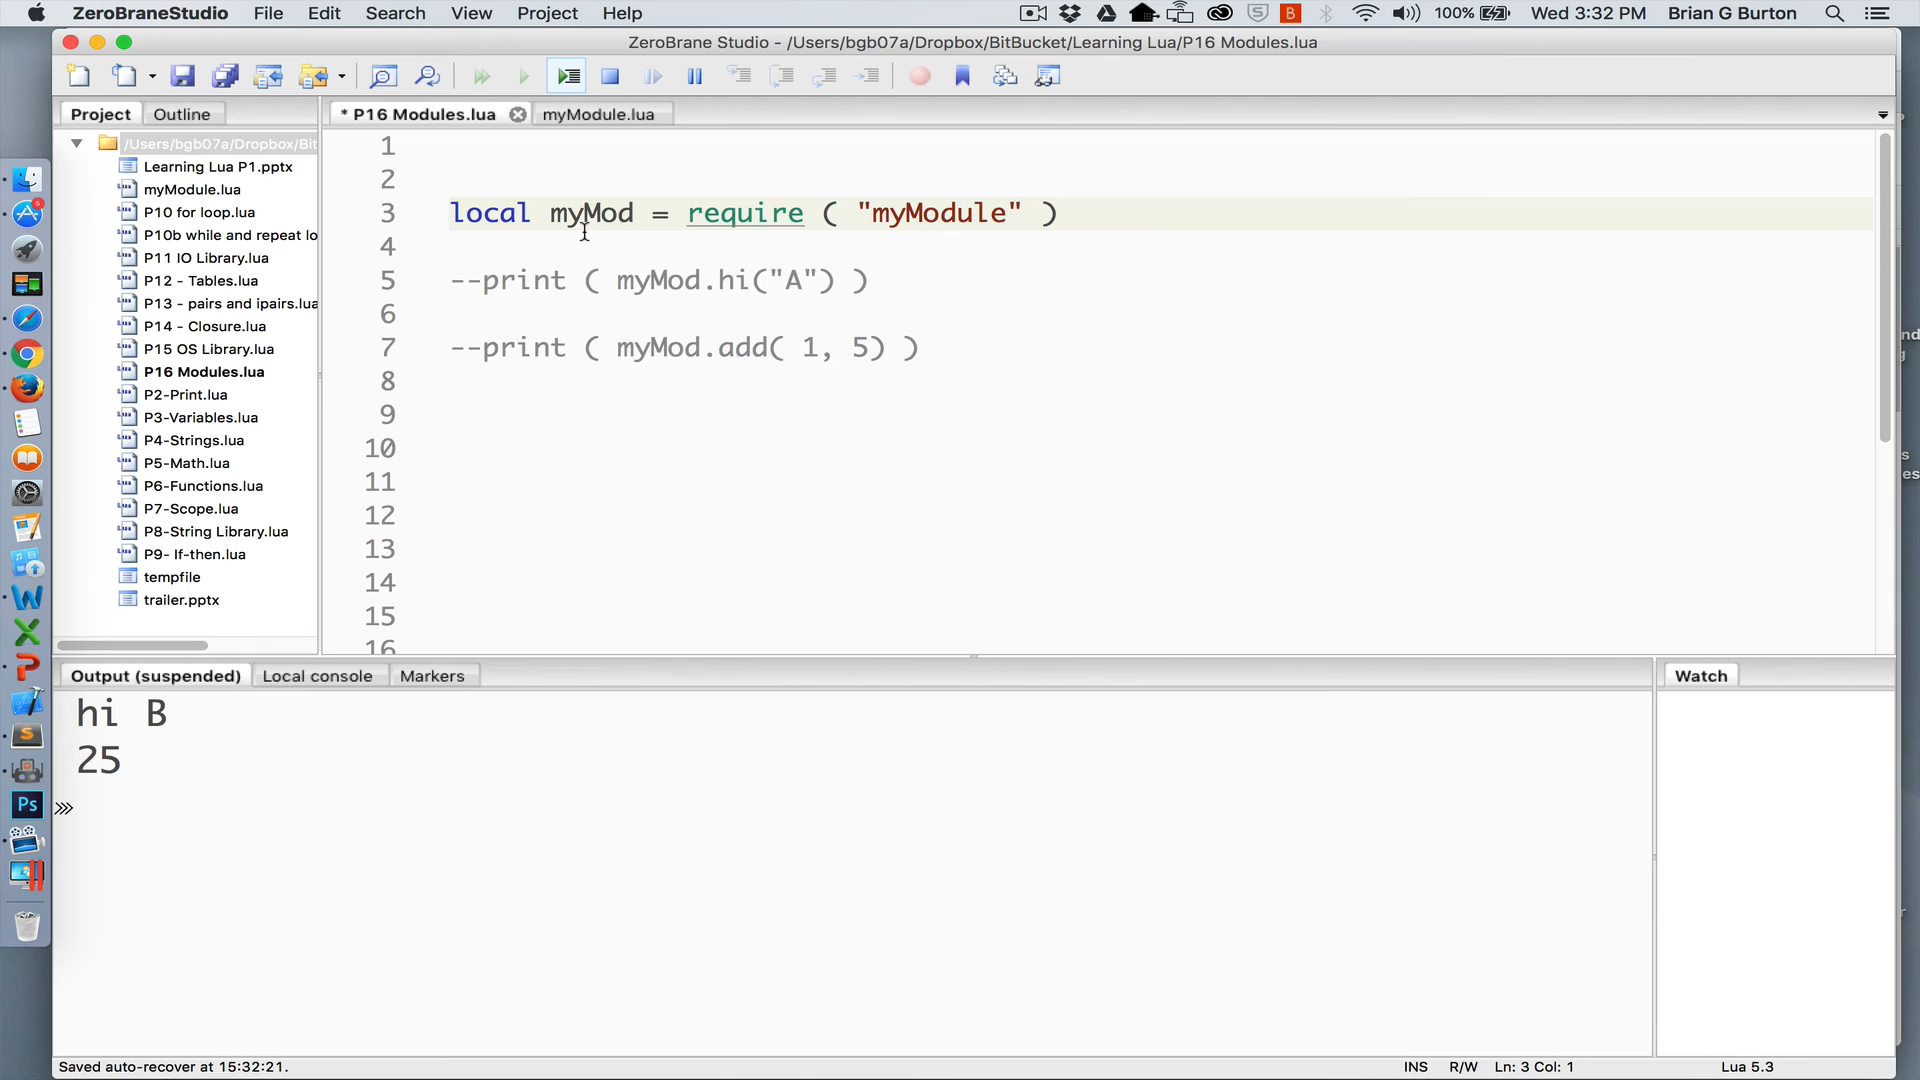 ZeroBraneStudio File Edit Search View Project Help 100% Wed 3:32 PM Brian G Burton
ZeroBrane Studio - /Users/bgb07a/Dropbox/BitBucket/Learning Lua/P16 Modules.lua
Project Outline
* P16 Modules.lua myModule.lua
/Users/bgb07a/Dropbox/Bit
Learning Lua P1.pptx
myModule.lua
P10 for loop.lua
P10b while and repeat lo
P11 IO Library.lua
P12 - Tables.lua
P13 - pairs and ipairs.lua
P14 - Closure.lua
P15 OS Library.lua
P16 Modules.lua
P2-Print.lua
P3-Variables.lua
P4-Strings.lua
P5-Math.lua
P6-Functions.lua
P7-Scope.lua
P8-String Library.lua
P9- If-then.lua
tempfile
trailer.pptx
1
2
3 local myMod = require ( "myModule" )
4
5 --print ( myMod.hi("A") )
6
7 --print ( myMod.add( 1, 5) )
8
9
10
11
12
13
14
15
16
Output (suspended) Local console Markers
hi B
25
Watch
Saved auto-recover at 15:32:21. INS R/W Ln: 3 Col: 1 Lua 5.3